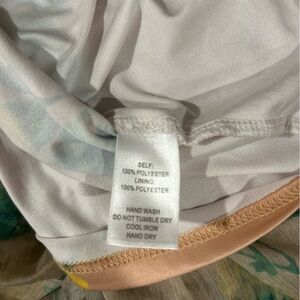 SELF:
100% POLYESTER
LINING:
100% POLYESTER
HAND WASH
DO NOT TUMBLE DRY
COOL IRON
HAND DRY